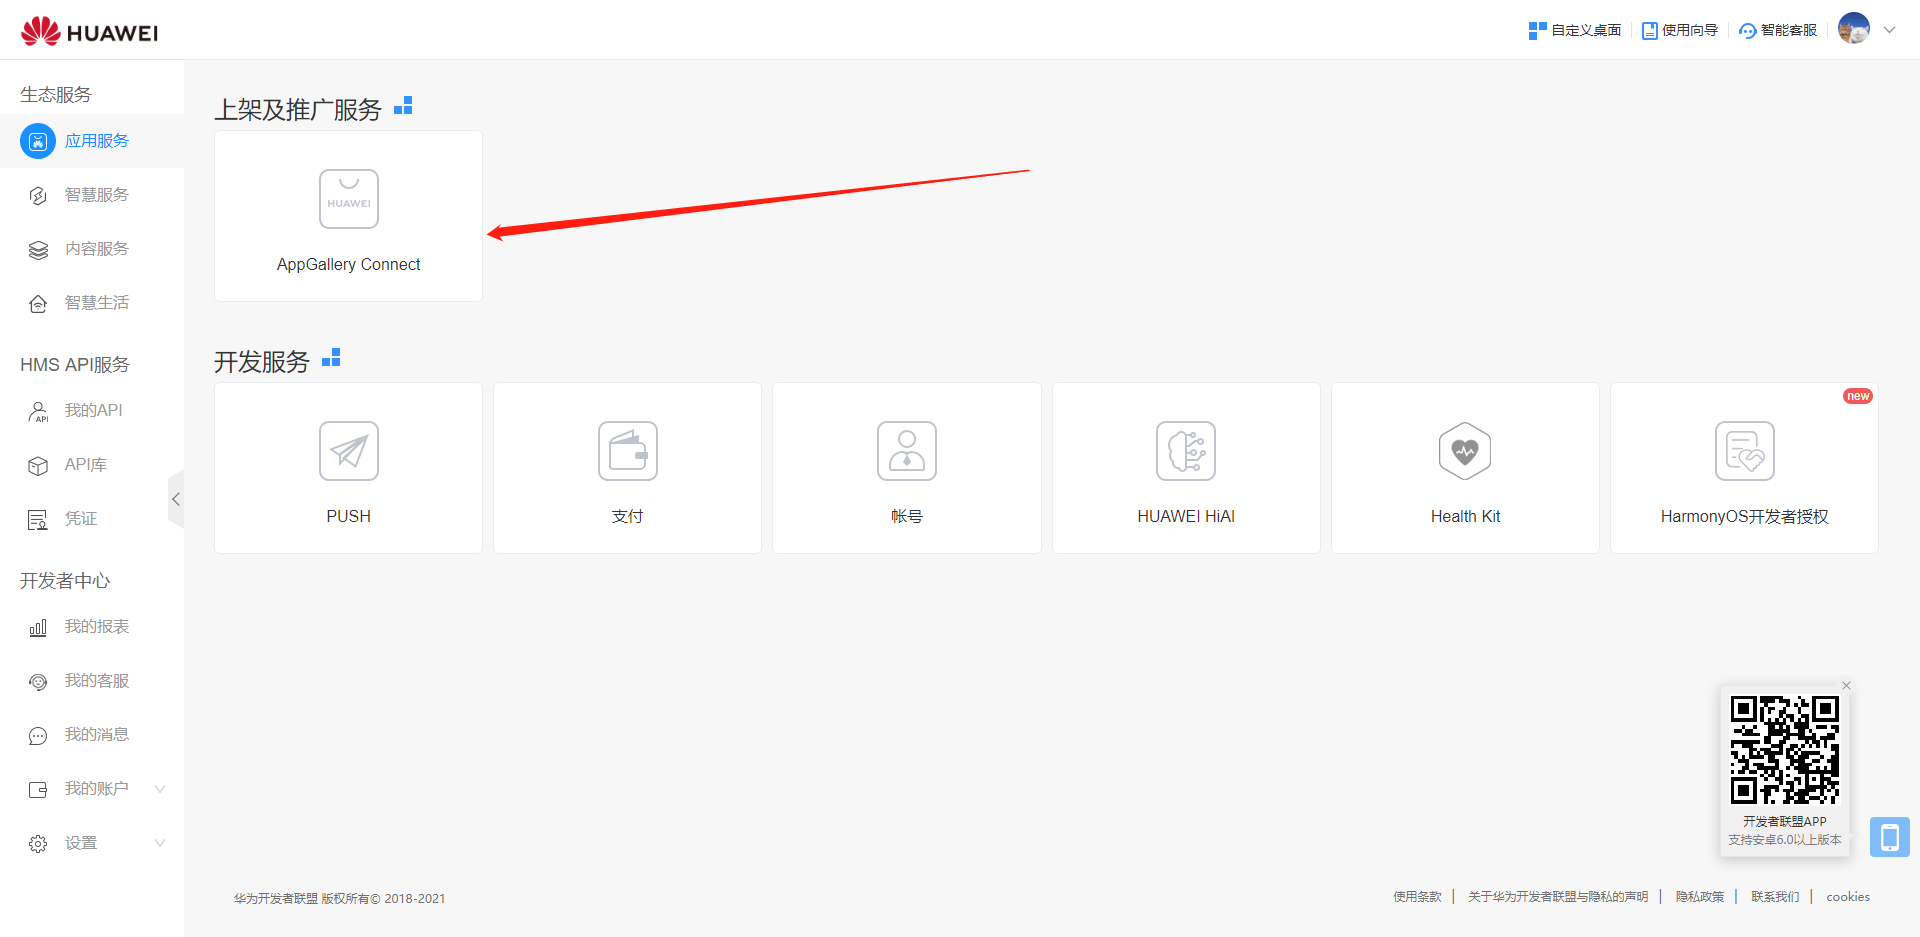 HUAWEI
自定义桌面
使用向导
智能客服
生态服务
应用服务
智慧服务
内容服务
智慧生活
HMS API服务
我的API
API库
凭证
开发者中心
我的报表
我的客服
我的消息
我的账户
设置
上架及推广服务
HUAWEI
AppGallery Connect
开发服务
PUSH
支付
帐号
HUAWEI HiAI
Health Kit
new
HarmonyOS开发者授权
开发者联盟APP
支持安卓6.0以上版本
华为开发者联盟 版权所有© 2018-2021
使用条款 | 关于华为开发者联盟与隐私的声明 | 隐私政策 | 联系我们 | cookies